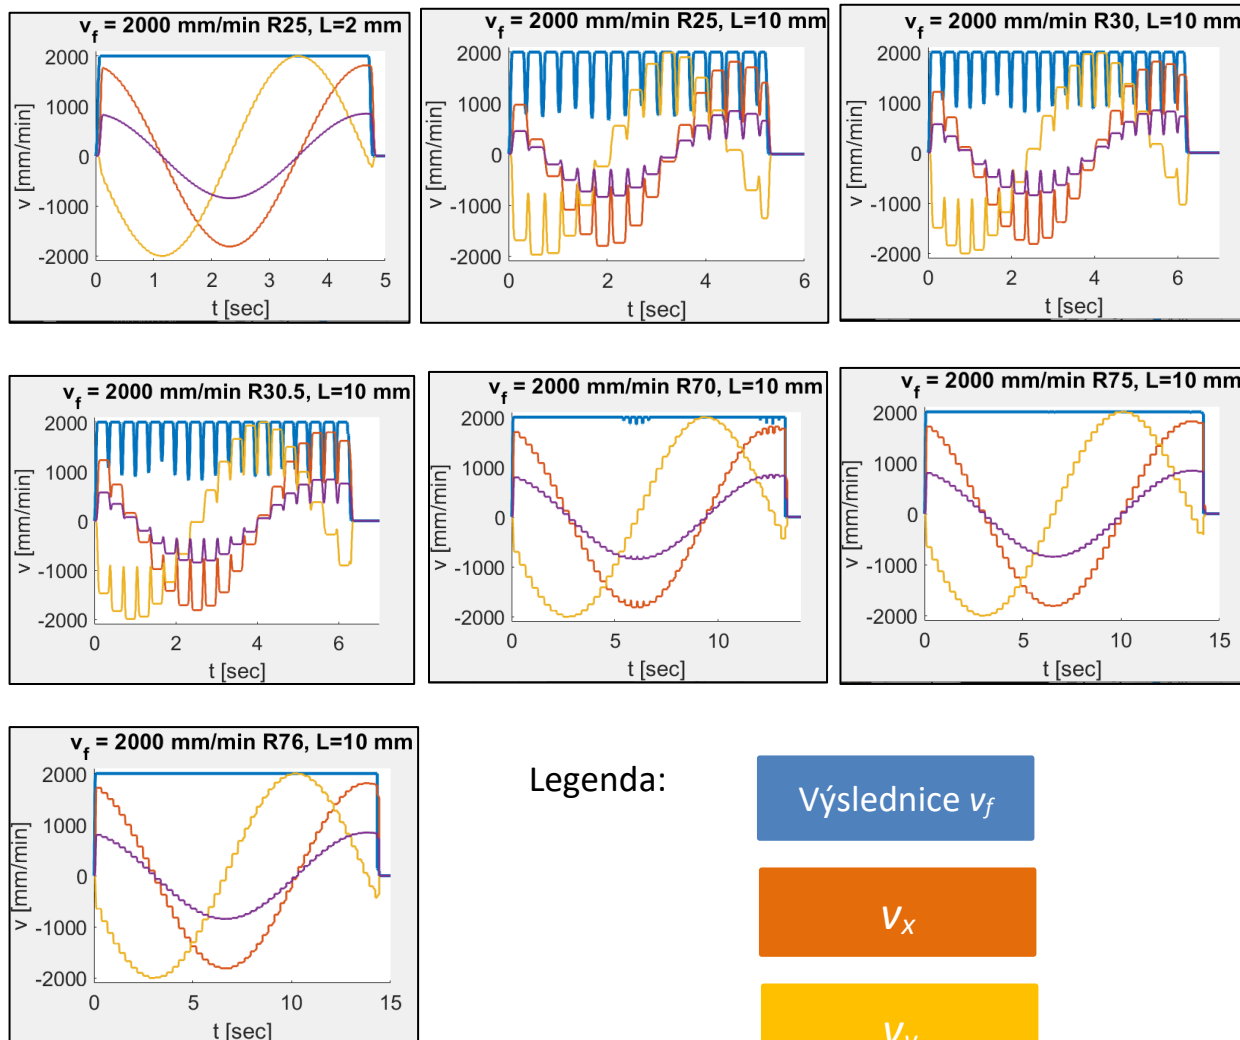 v_f = 2000 mm/min R25, L=2 mm
2000
1000
0
-1000
-2000
v [mm/min]
0 1 2 3 4 5
t [sec]
v_f = 2000 mm/min R25, L=10 mm
2000
1000
0
-1000
-2000
v [mm/min]
0 2 4 6
t [sec]
v_f = 2000 mm/min R30, L=10 mm
2000
1000
0
-1000
-2000
v [mm/min]
0 2 4 6
t [sec]
v_f = 2000 mm/min R30.5, L=10 mm
2000
1000
0
-1000
-2000
v [mm/min]
0 2 4 6
t [sec]
v_f = 2000 mm/min R70, L=10 mm
2000
1000
0
-1000
-2000
v [mm/min]
0 5 10
t [sec]
v_f = 2000 mm/min R75, L=10 mm
2000
1000
0
-1000
-2000
v [mm/min]
0 5 10 15
t [sec]
v_f = 2000 mm/min R76, L=10 mm
2000
1000
0
-1000
-2000
v [mm/min]
0 5 10 15
t [sec]
Legenda:
Výslednice v_f
v_x
v_y